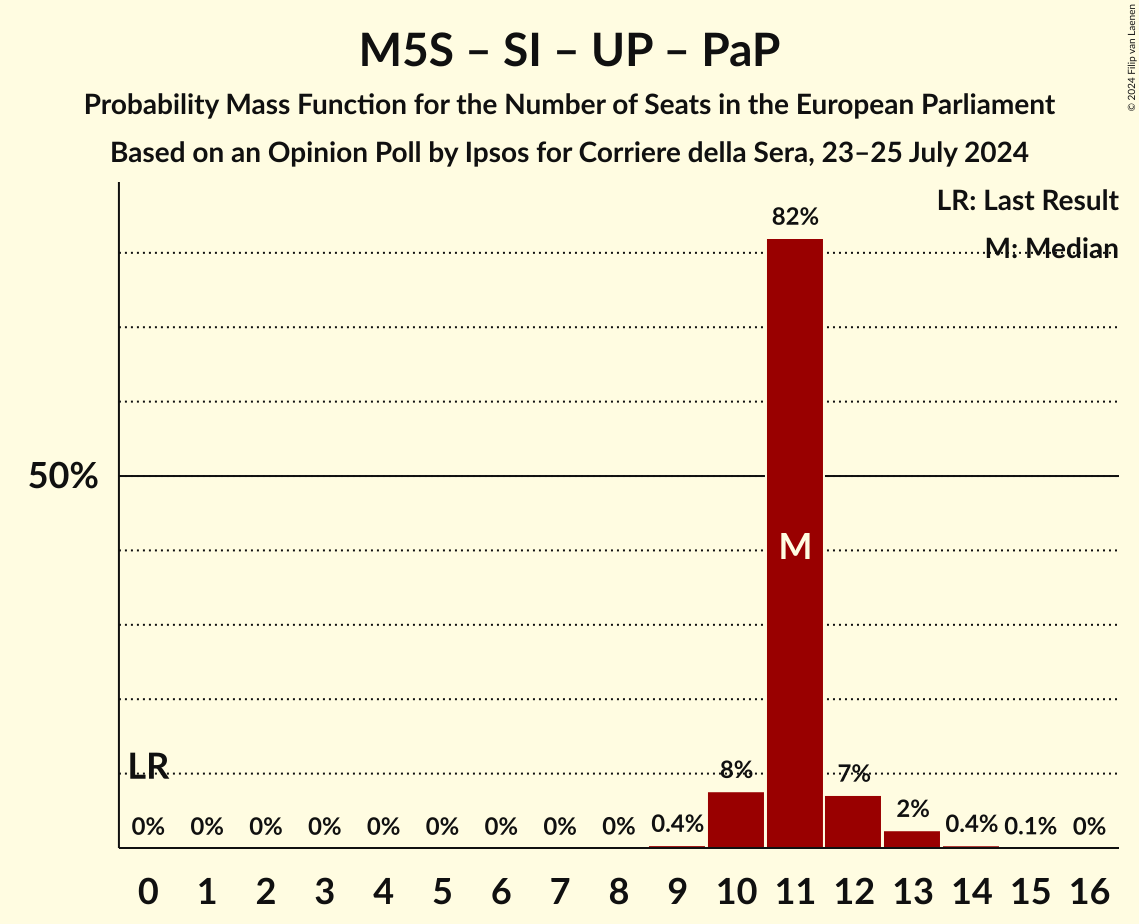 M5S – SI – UP – PaP
Probability Mass Function for the Number of Seats in the European Parliament
Based on an Opinion Poll by Ipsos for Corriere della Sera, 23–25 July 2024
© 2024 Filip van Laenen
LR: Last Result
M: Median
82%
50%
M
LR
8%
7%
0% 0% 0% 0% 0% 0% 0% 0% 0% 0.4% 2% 0.4% 0.1% 0%
0 1 2 3 4 5 6 7 8 9 10 11 12 13 14 15 16